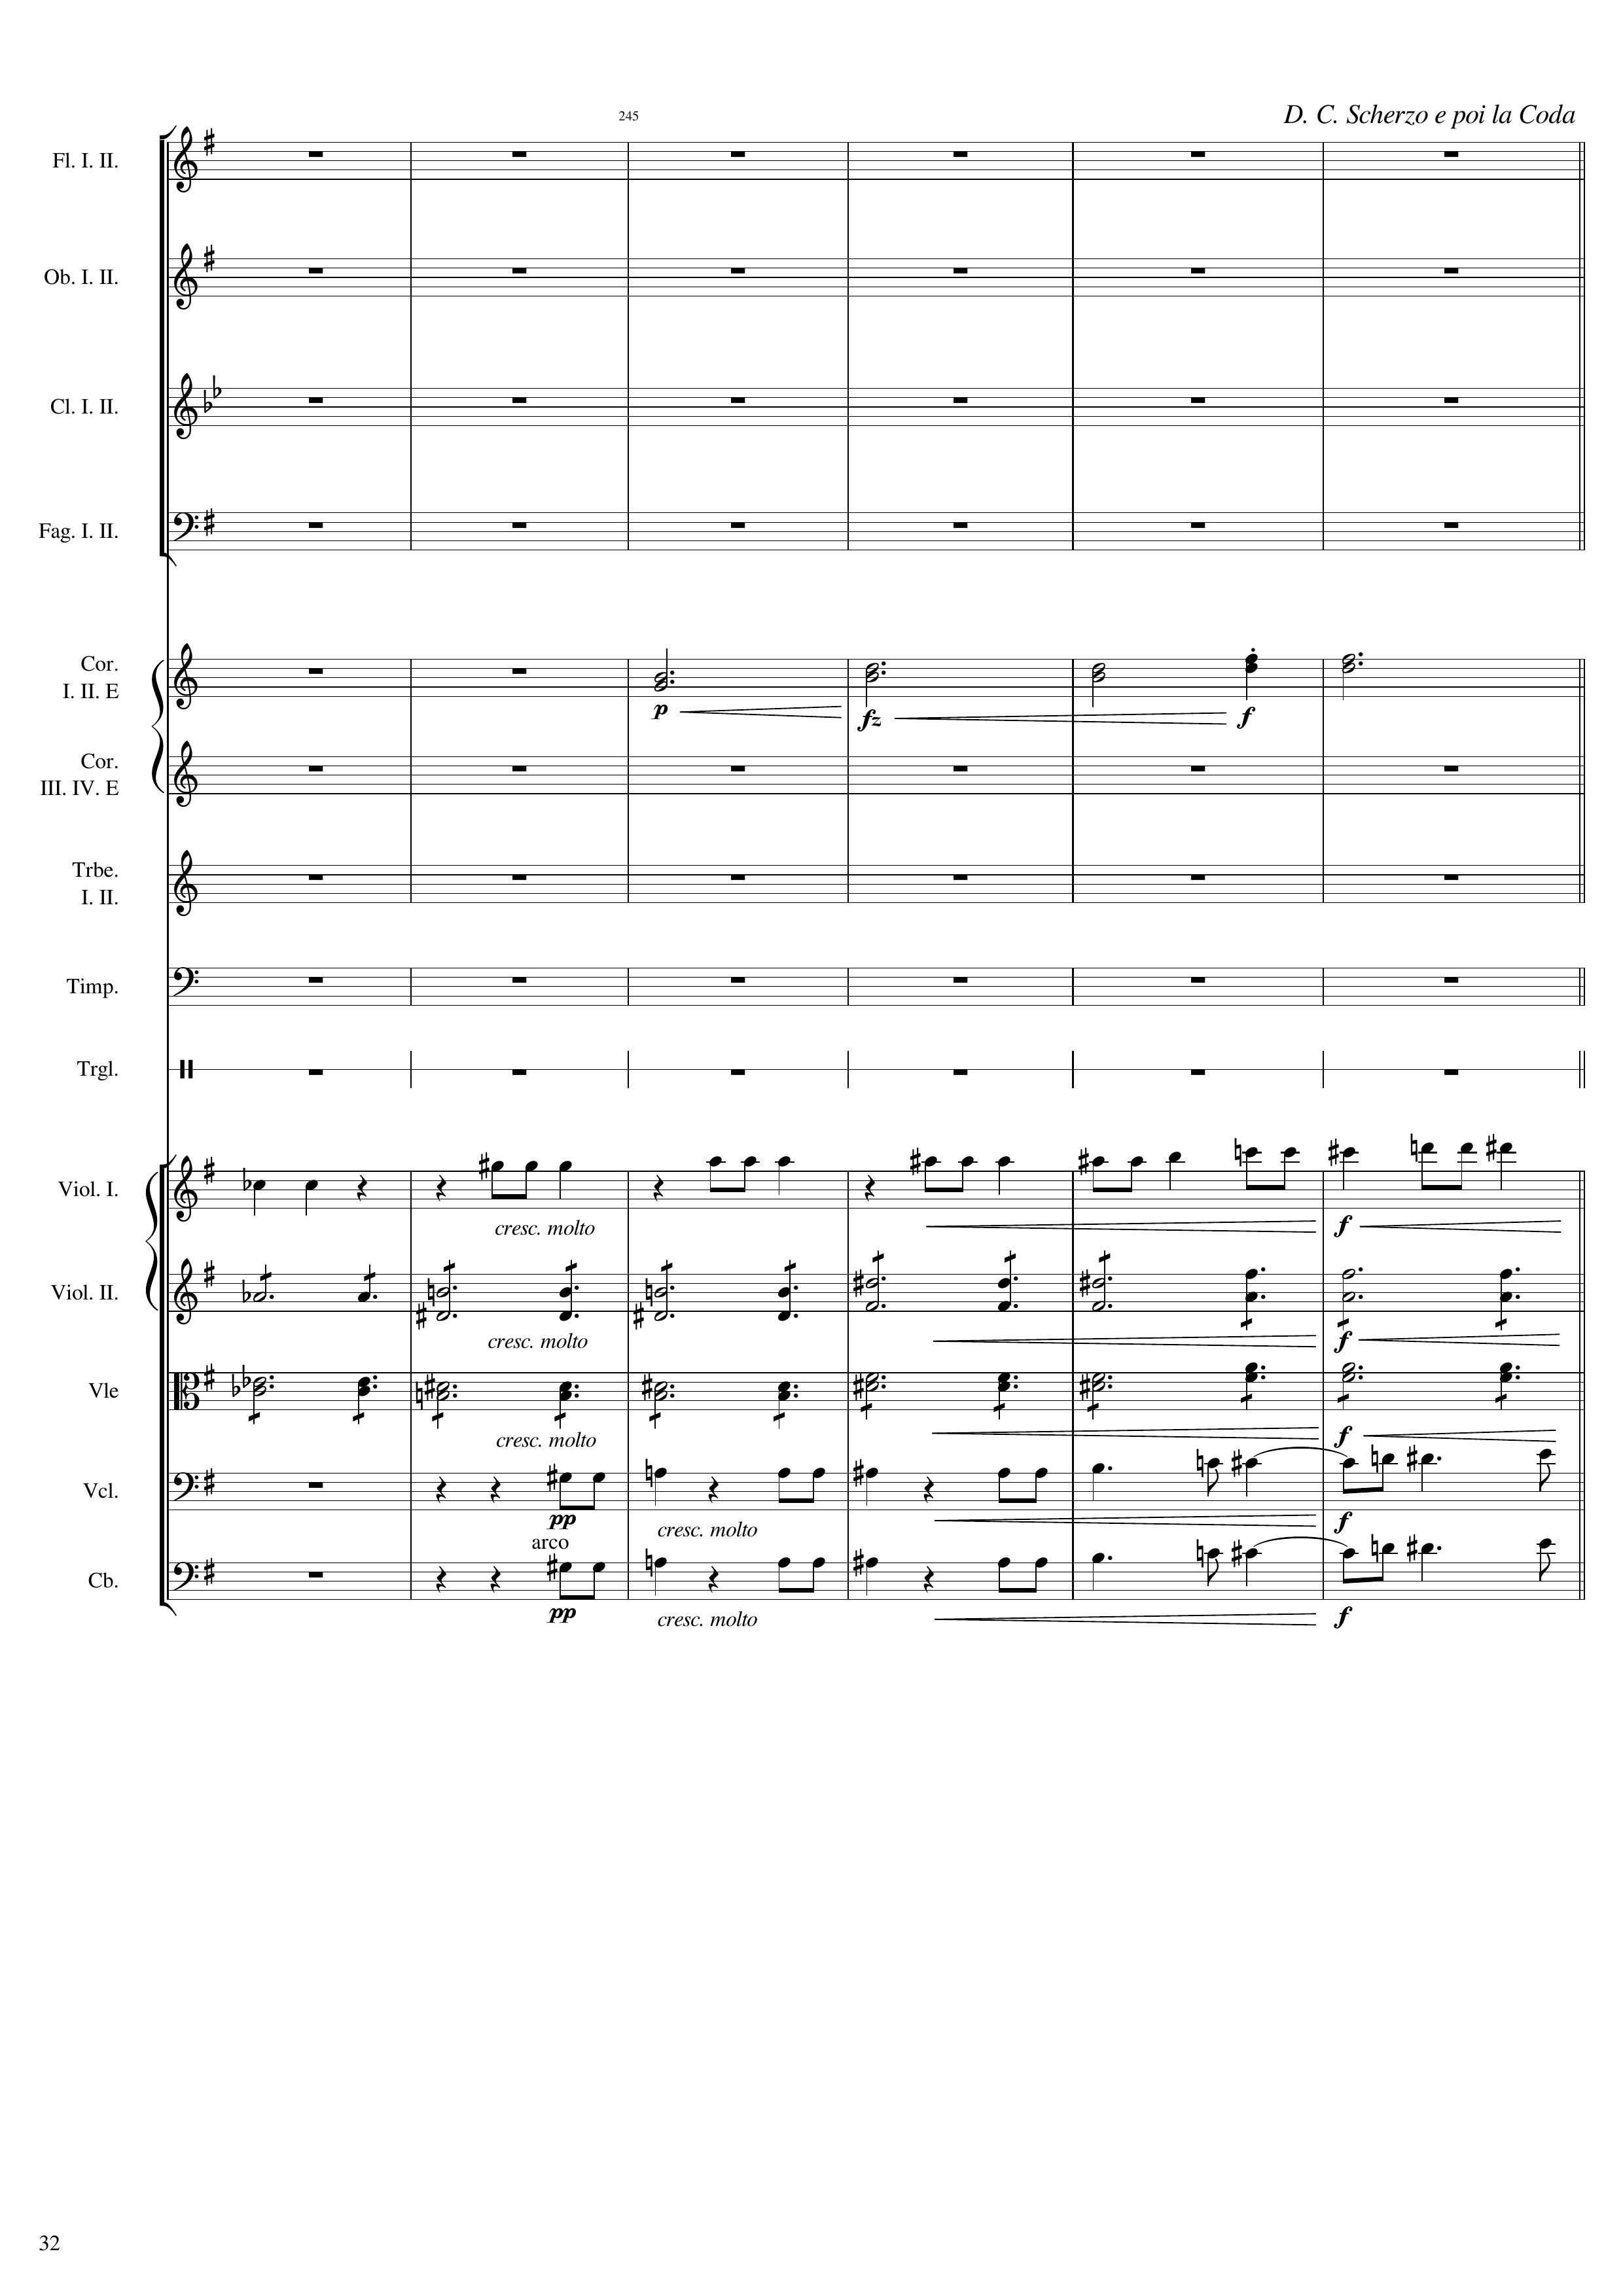 245
D. C. Scherzo e poi la Coda
Fl. I. II.
Ob. I. II.
Cl. I. II.
Fag. I. II.
Cor.
I. II. E
p
fz
f
Cor.
III. IV. E
Trbe.
I. II.
Timp.
Trgl.
Viol. I.
cresc. molto
f
Viol. II.
cresc. molto
f
Vle
cresc. molto
f
Vcl.
pp
cresc. molto
f
arco
Cb.
pp
cresc. molto
f
32